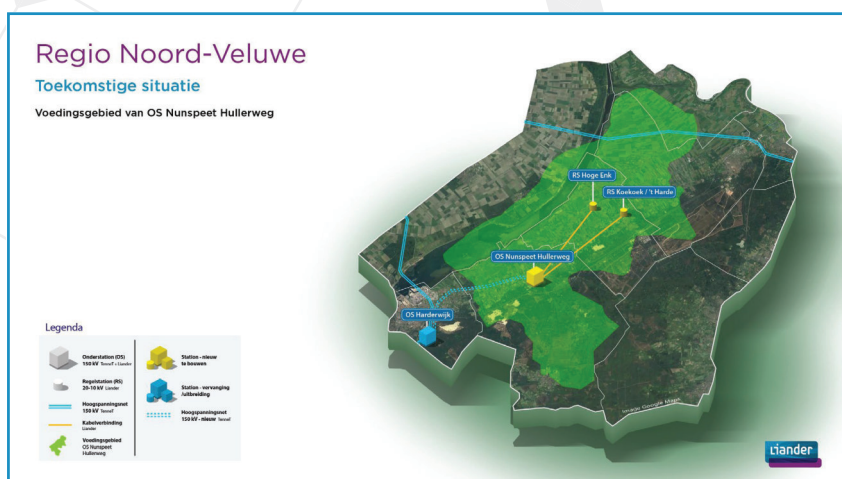 Regio Noord-Veluwe
Toekomstige situatie
Voedingsgebied van OS Nunspeet Hullerweg
RS Hoge Enk
RS Koekoek / 't Harde
OS Nunspeet Hullerweg
OS Harderwijk
Image Google Maps
Legenda
Onderstation (OS)
150 kV TenneT + Liander
Regelstation (RS)
20-10 kV Liander
Hoogspanningsnet
150 kV TenneT
Kabelverbinding
Liander
Voedingsgebied
OS Nunspeet
Hullerweg
Station - nieuw
te bouwen
Station - vervanging
/uitbreiding
Hoogspanningsnet
150 kV - nieuw TenneT
Liander